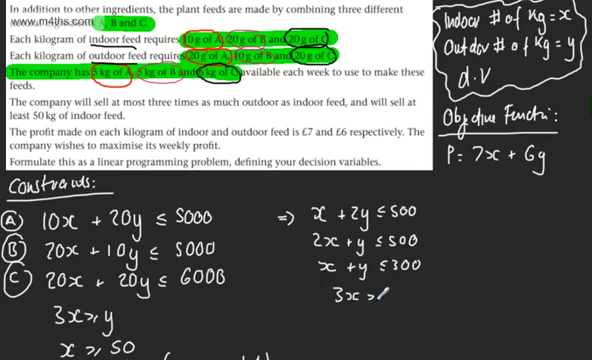 In addition to other ingredients, the plant feeds are made by combining three different
www.m4ths.com
A, B and C.
Each kilogram of indoor feed requires 10g of A, 20g of B and 20g of C.
Each kilogram of outdoor feed requires 20g of A, 10g of B and 20g of C.
The company has 5 kg of A, 5 kg of B and 6 kg of C available each week to use to make these
feeds.
The company will sell at most three times as much outdoor as indoor feed, and will sell at
least 50 kg of indoor feed.
The profit made on each kilogram of indoor and outdoor feed is £7 and £6 respectively. The
company wishes to maximise its weekly profit.
Formulate this as a linear programming problem, defining your decision variables.
Indoor # of Kg = x
Outdoor # of Kg = y
d.V
Objective Functn:
P = 7x + 6y
Constraints:
(A) 10x + 20y ≤ 5000
(B) 20x + 10y ≤ 5000
(C) 20x + 20y ≤ 6000
3x ≥ y
x ≥ 50
⇒ x + 2y ≤ 500
2x + y ≤ 500
x + y ≤ 300
3x ≥